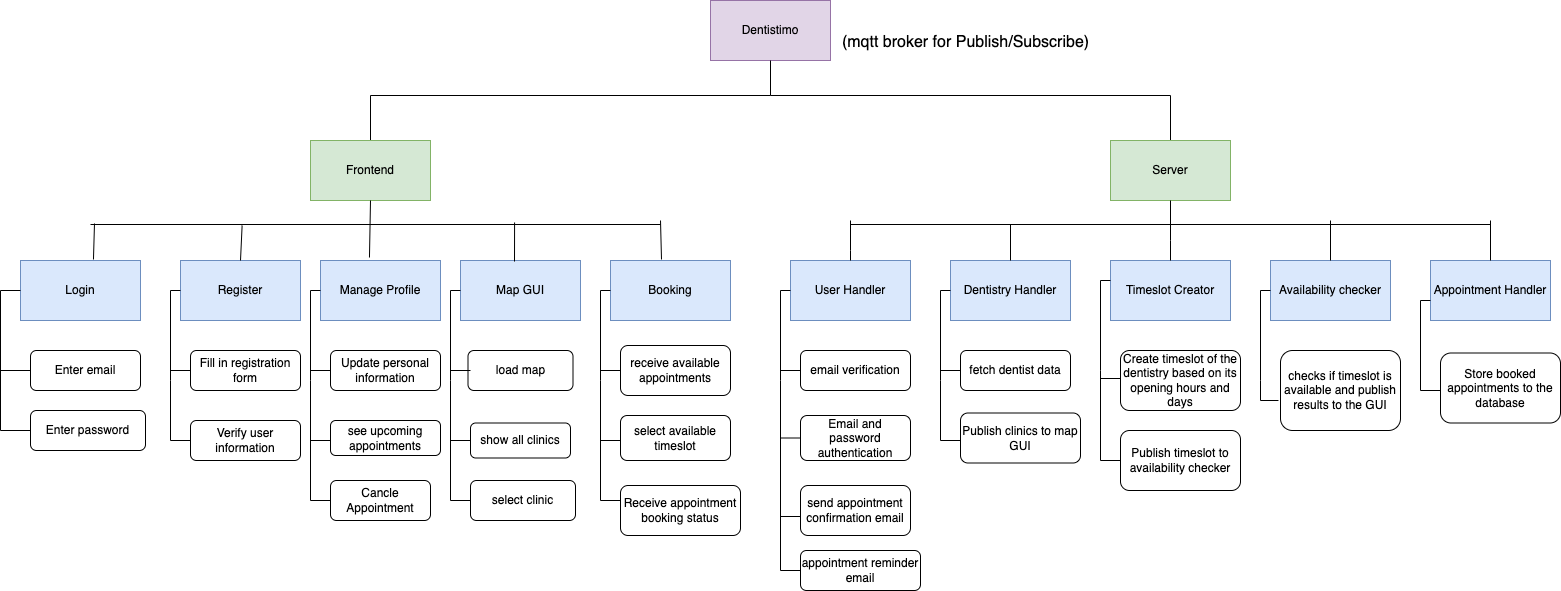 Dentistimo
(mqtt broker for Publish/Subscribe)
Frontend
Server
Login
Register
Manage Profile
Map GUI
Booking
User Handler
Dentistry Handler
Timeslot Creator
Availability checker
Appointment Handler
Enter email
Enter password
Fill in registration
form
Verify user
information
Update personal
information
see upcoming
appointments
Cancle
Appointment
load map
show all clinics
select clinic
receive available
appointments
select available
timeslot
Receive appointment
booking status
email verification
Email and
password
authentication
send appointment
confirmation email
appointment reminder
email
fetch dentist data
Publish clinics to map
GUI
Create timeslot of the
dentistry based on its
opening hours and
days
Publish timeslot to
availability checker
checks if timeslot is
available and publish
results to the GUI
Store booked
appointments to the
database